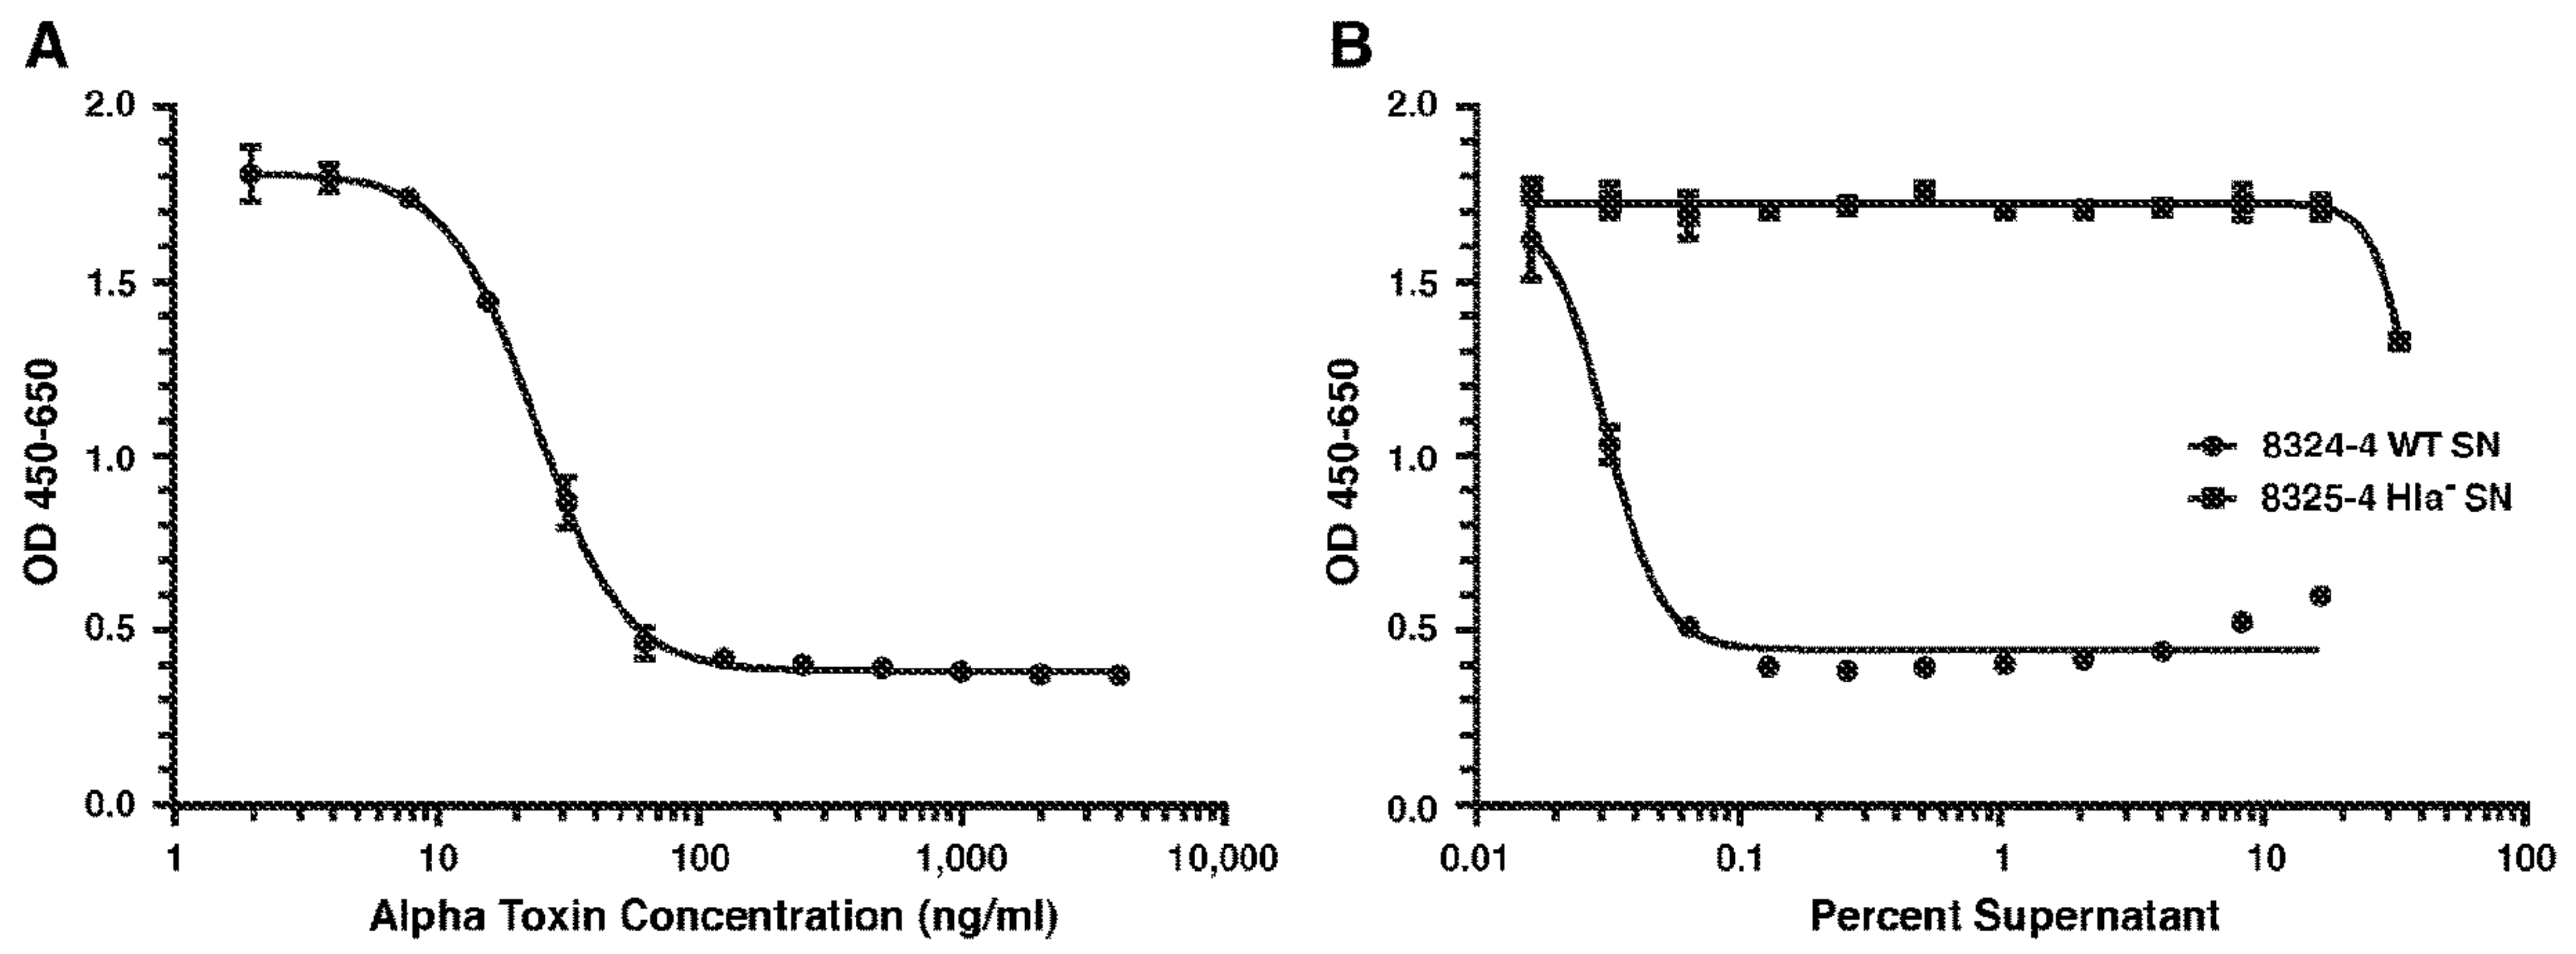 A
2.0
1.5
1.0
0.5
0.0
OD 450-650
1 10 100 1,000 10,000
Alpha Toxin Concentration (ng/ml)
B
2.0
1.5
1.0
0.5
0.0
OD 450-650
8324-4 WT SN
8325-4 Hla⁻ SN
0.01 0.1 1 10 100
Percent Supernatant